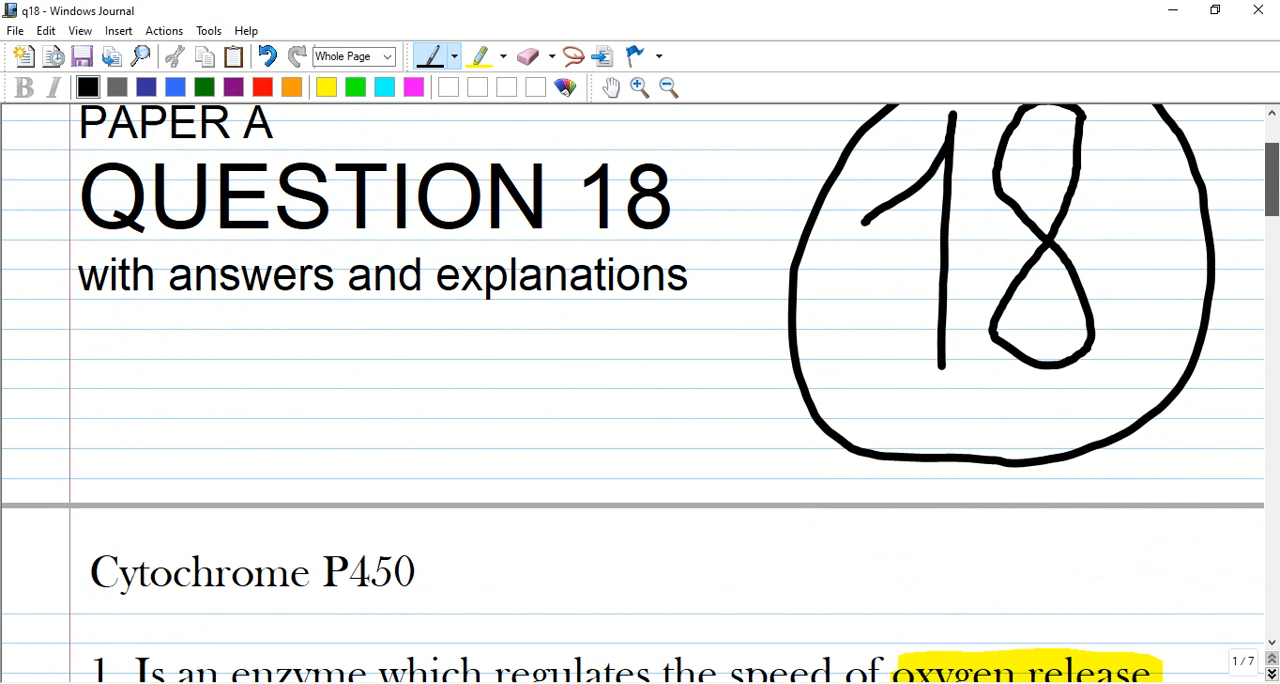 q18 - Windows Journal
File Edit View Insert Actions Tools Help
Whole Page
B I
PAPER A
QUESTION 18
with answers and explanations
18
Cytochrome P450
1. Is an enzyme which regulates the speed of oxygen release
1 / 7